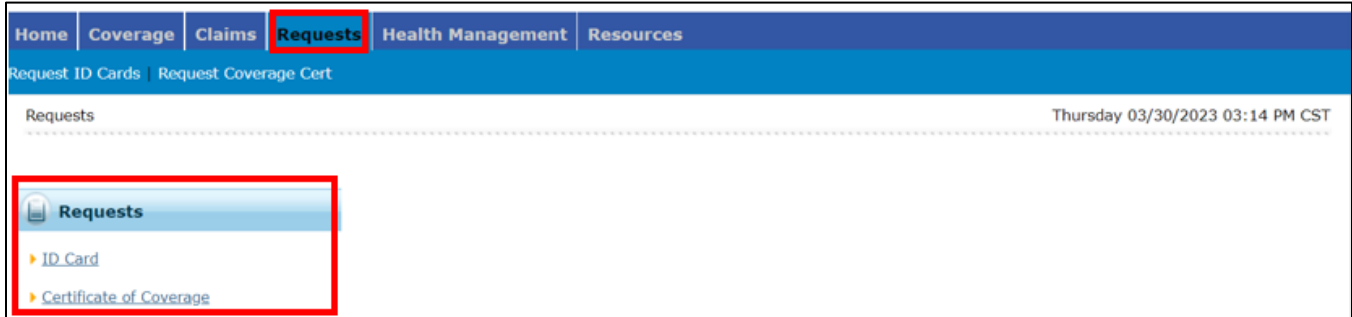 Home Coverage Claims Requests Health Management Resources
Request ID Cards | Request Coverage Cert
Requests Thursday 03/30/2023 03:14 PM CST
Requests
ID Card
Certificate of Coverage